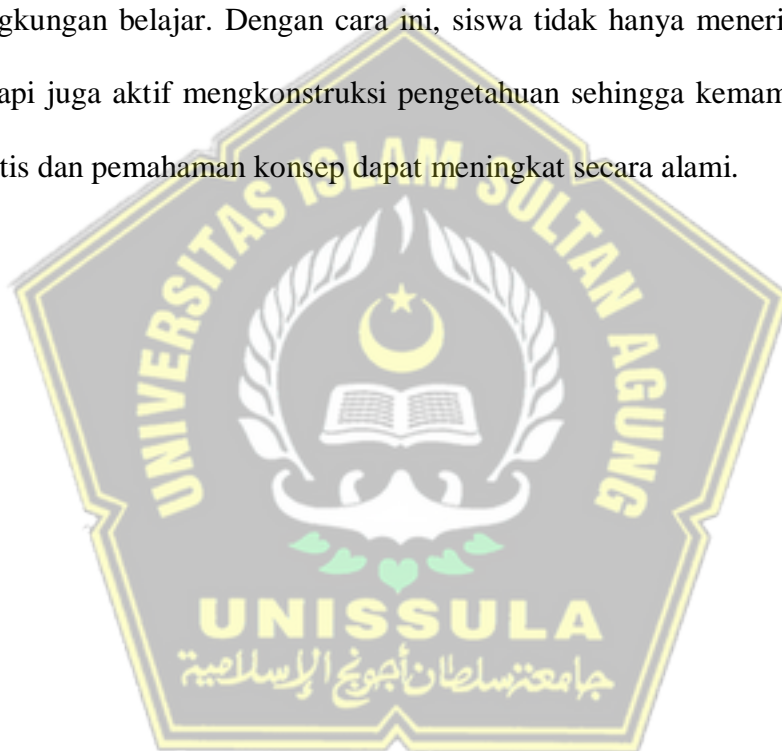 gkungan belajar. Dengan cara ini, siswa tidak hanya meneri
api juga aktif mengkonstruksi pengetahuan sehingga kemam
tis dan pemahaman konsep dapat meningkat secara alami.
UNIVERSITAS ISLAM SULTAN AGUNG
UNISSULA
جامعة سلطان أجونج الإسلامية